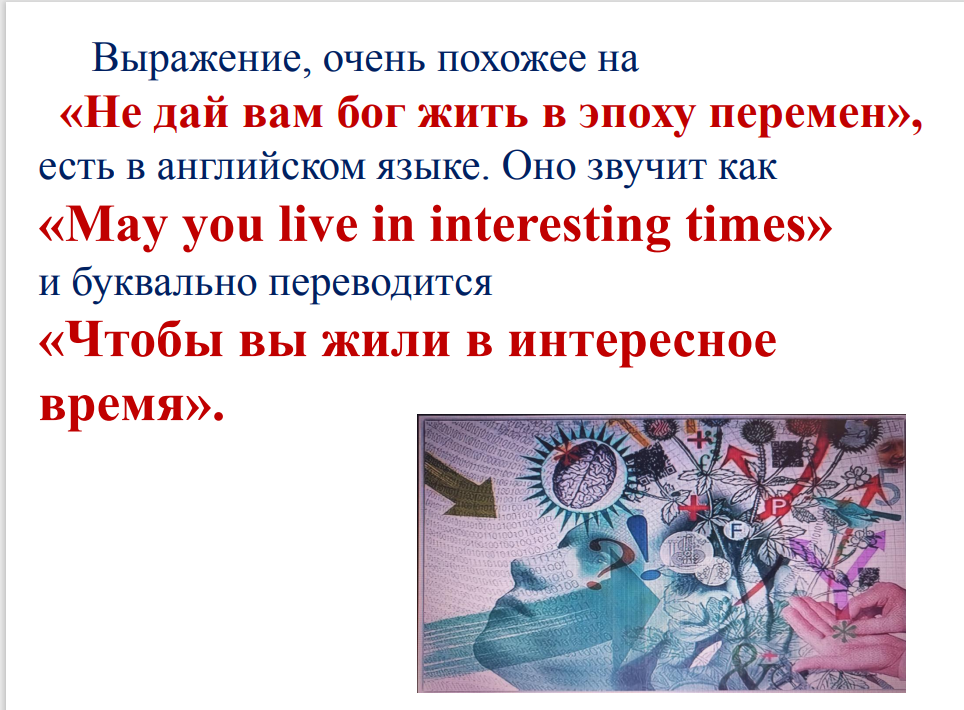 Выражение, очень похожее на
«Не дай вам бог жить в эпоху перемен»,
есть в английском языке. Оно звучит как
«May you live in interesting times»
и буквально переводится
«Чтобы вы жили в интересное
время».
? !
P
F
5
&
*